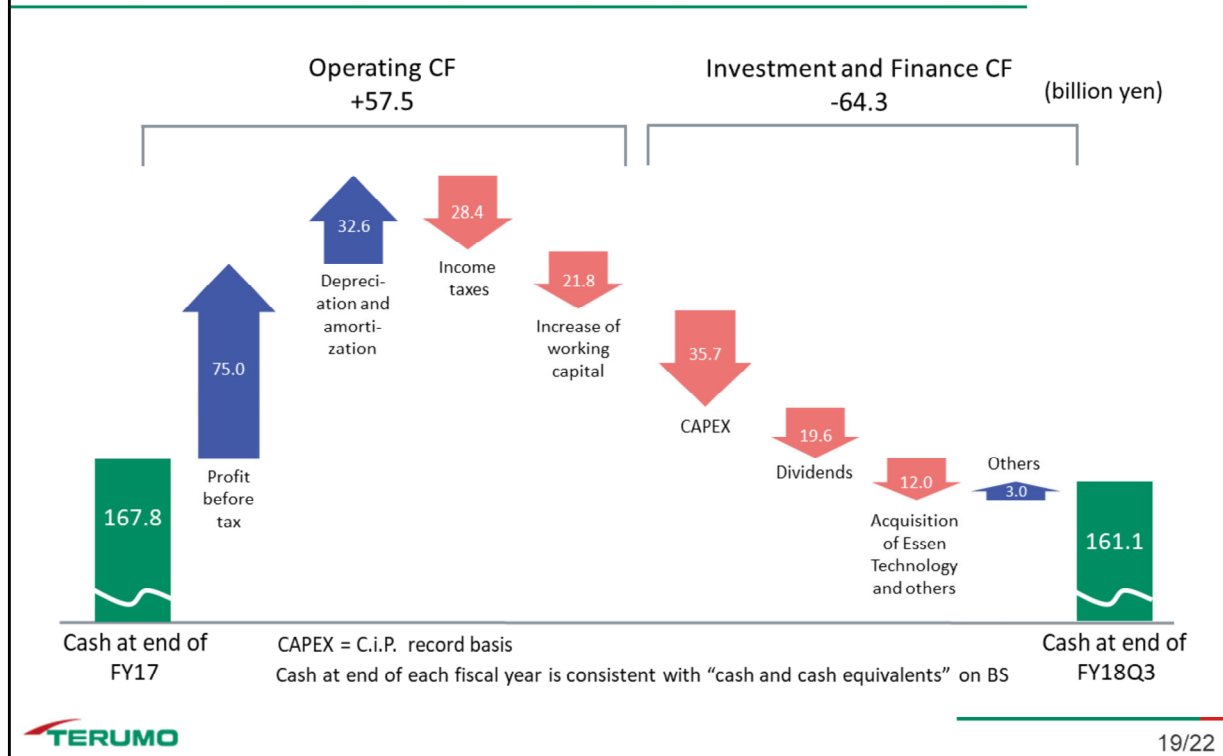 Operating CF
+57.5
Investment and Finance CF
-64.3
(billion yen)
167.8
Cash at end of
FY17
75.0
Profit
before
tax
32.6
Depreci-
ation and
amorti-
zation
28.4
Income
taxes
21.8
Increase of
working
capital
35.7
CAPEX
19.6
Dividends
12.0
Acquisition
of Essen
Technology
and others
Others
3.0
161.1
Cash at end of
FY18Q3
CAPEX = C.i.P. record basis
Cash at end of each fiscal year is consistent with “cash and cash equivalents” on BS
TERUMO
19/22